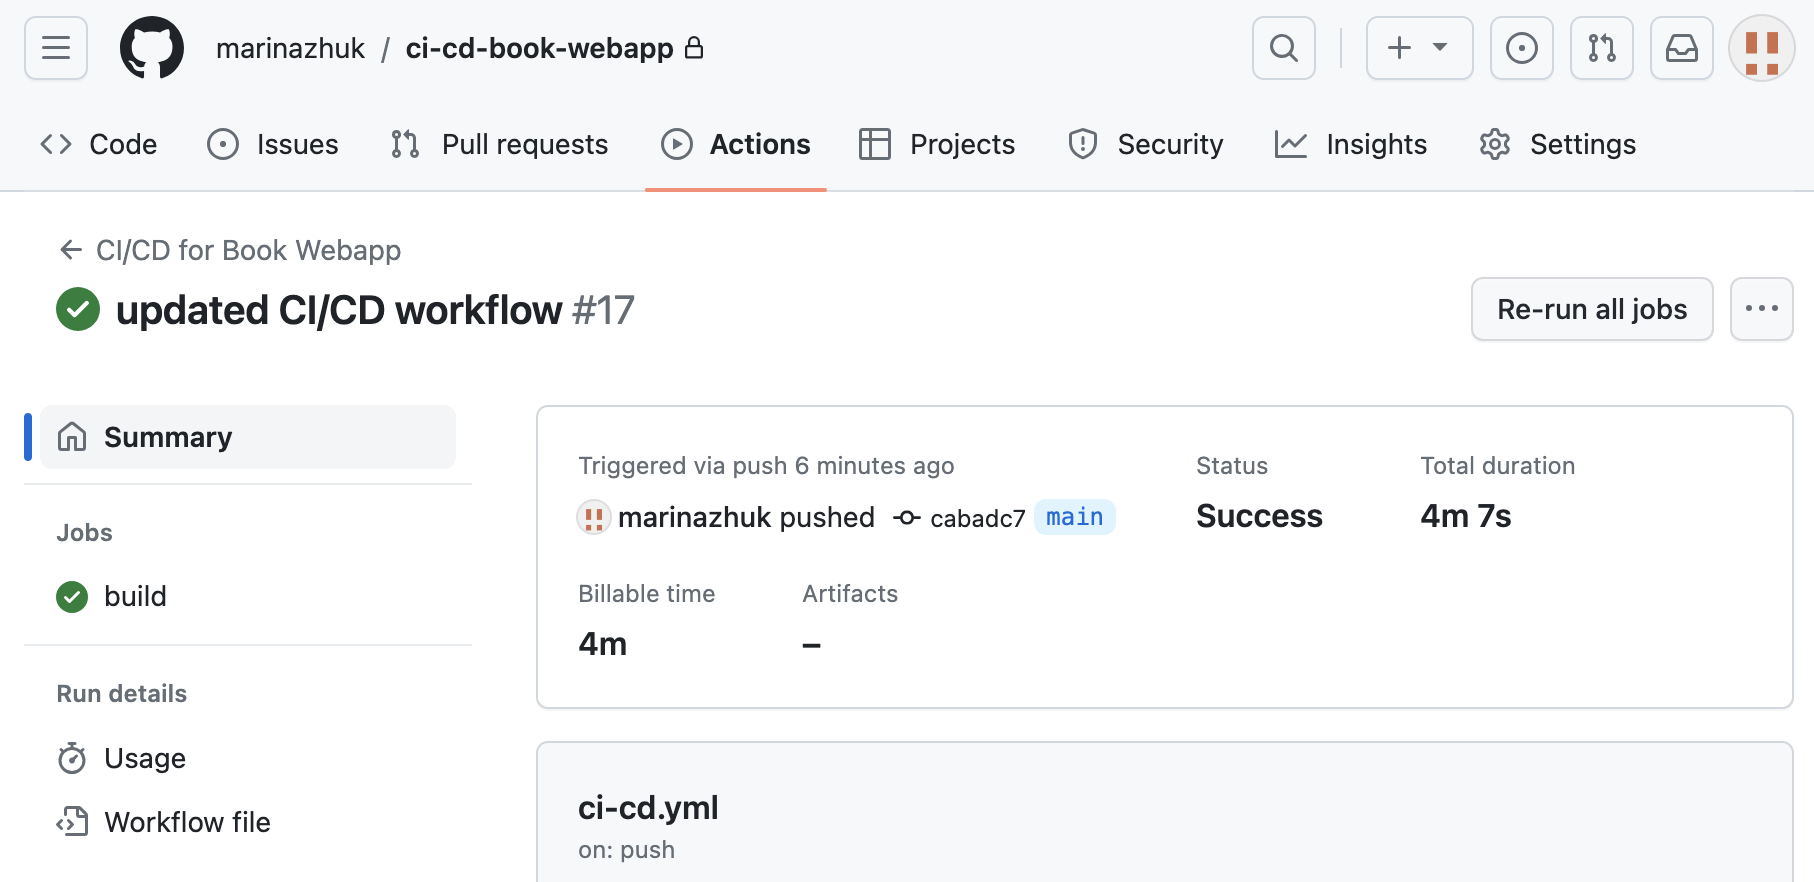 marinazhuk / ci-cd-book-webapp
Code Issues Pull requests Actions Projects Security Insights Settings
CI/CD for Book Webapp
updated CI/CD workflow #17
Re-run all jobs
Summary
Jobs
build
Run details
Usage
Workflow file
Triggered via push 6 minutes ago
marinazhuk pushed cabadc7 main
Status
Success
Total duration
4m 7s
Billable time
4m
Artifacts
–
ci-cd.yml
on: push